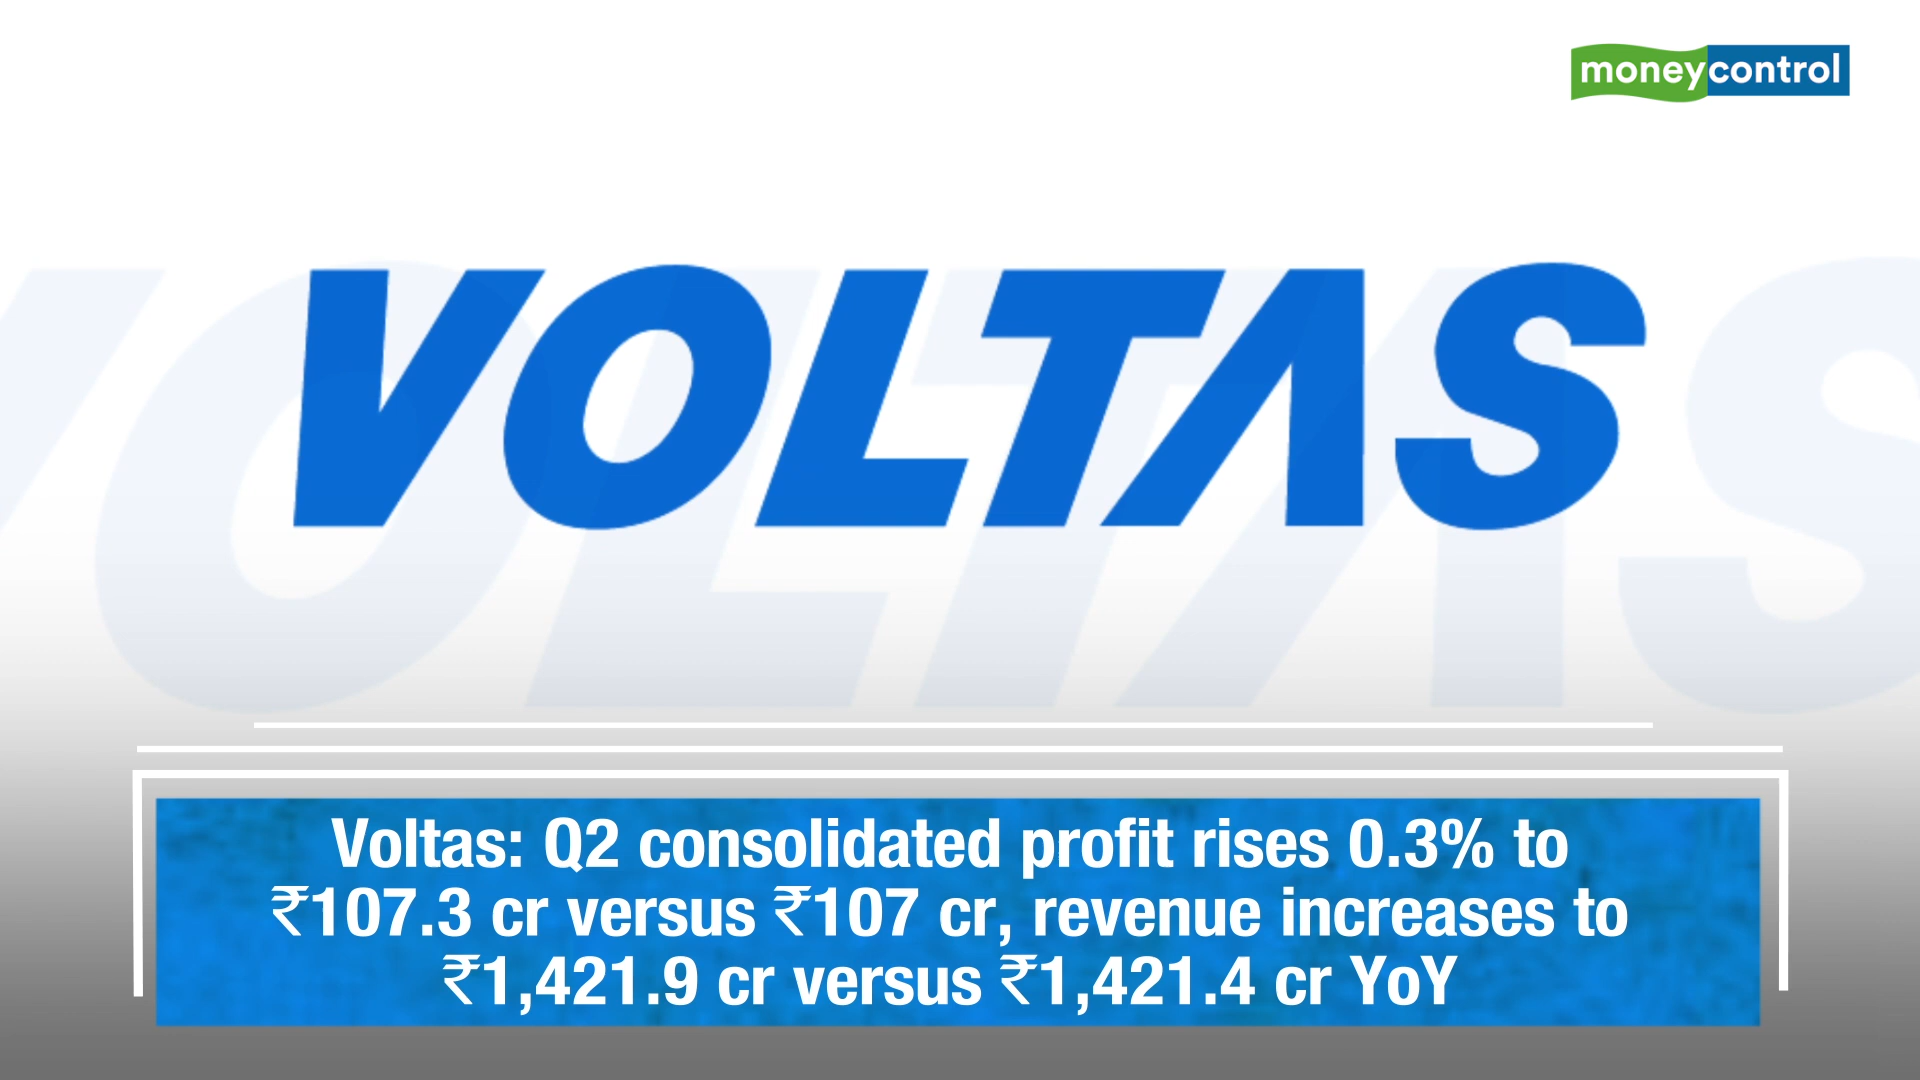 moneycontrol
VOLTAS
Voltas: Q2 consolidated profit rises 0.3% to
₹107.3 cr versus ₹107 cr, revenue increases to
₹1,421.9 cr versus ₹1,421.4 cr YoY